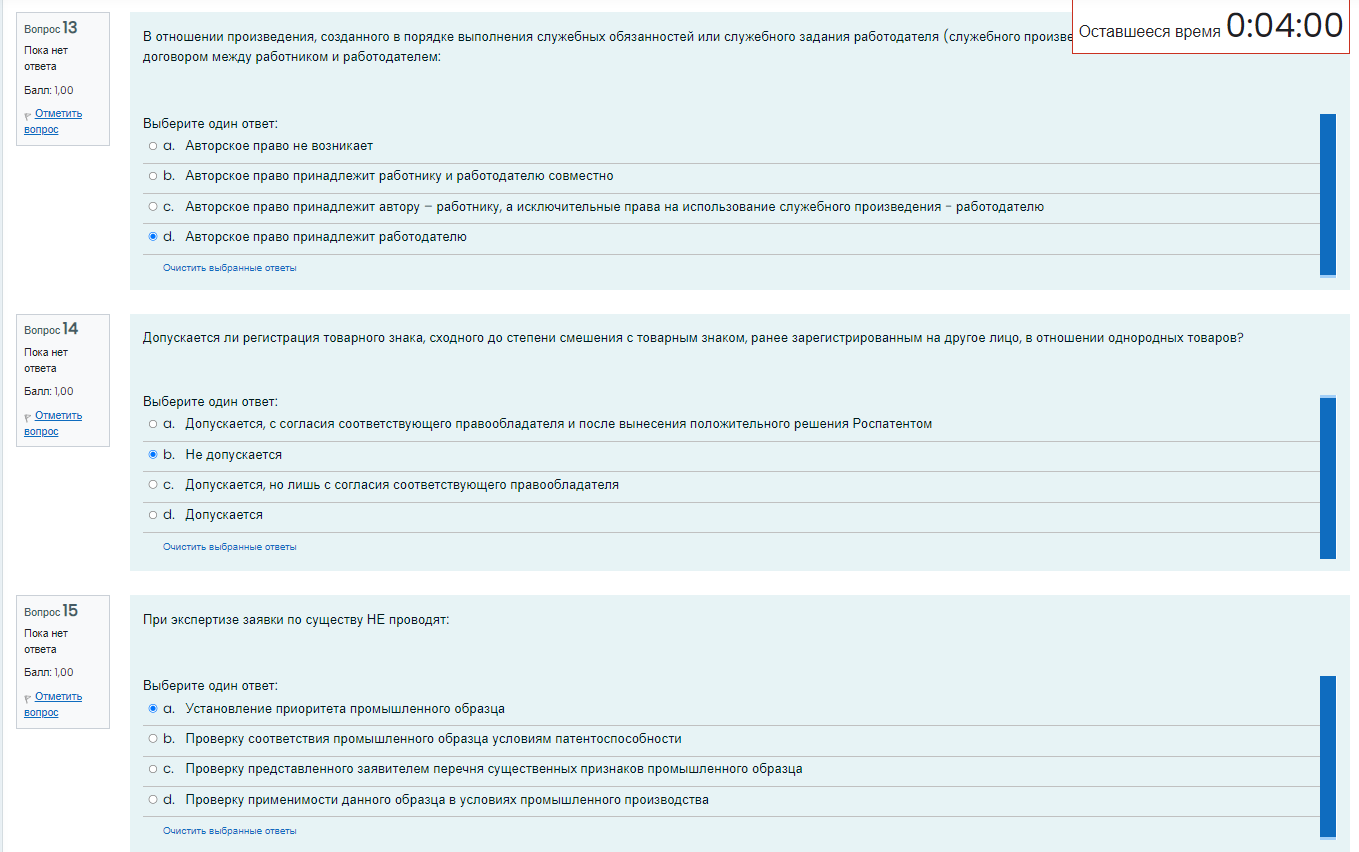 Вопрос 13
Пока нет
ответа
Балл: 1,00
Отметить
вопрос
В отношении произведения, созданного в порядке выполнения служебных обязанностей или служебного задания работодателя (служебного
договором между работником и работодателем:
Оставшееся время 0:04:00
Выберите один ответ:
a. Авторское право не возникает
b. Авторское право принадлежит работнику и работодателю совместно
c. Авторское право принадлежит автору – работнику, а исключительные права на использование служебного произведения - работодателю
d. Авторское право принадлежит работодателю
Очистить выбранные ответы
Вопрос 14
Пока нет
ответа
Балл: 1,00
Отметить
вопрос
Допускается ли регистрация товарного знака, сходного до степени смешения с товарным знаком, ранее зарегистрированным на другое лицо, в отношении однородных товаров?
Выберите один ответ:
a. Допускается, с согласия соответствующего правообладателя и после вынесения положительного решения Роспатентом
b. Не допускается
c. Допускается, но лишь с согласия соответствующего правообладателя
d. Допускается
Очистить выбранные ответы
Вопрос 15
Пока нет
ответа
Балл: 1,00
Отметить
вопрос
При экспертизе заявки по существу НЕ проводят:
Выберите один ответ:
a. Установление приоритета промышленного образца
b. Проверку соответствия промышленного образца условиям патентоспособности
c. Проверку представленного заявителем перечня существенных признаков промышленного образца
d. Проверку применимости данного образца в условиях промышленного производства
Очистить выбранные ответы